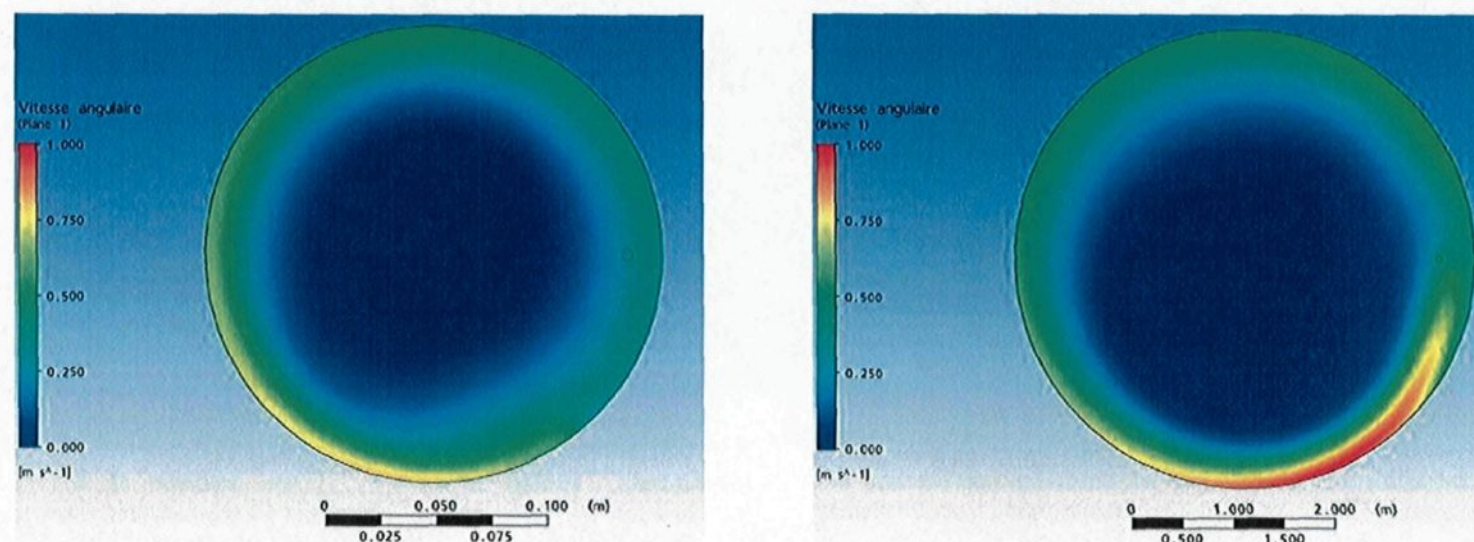 Vitesse angulaire
(Plane 1)
1.000
0.750
0.500
0.250
0.000
[m s^-1]
0 0.050 0.100 (m)
0.025 0.075
Vitesse angulaire
(Plane 1)
1.000
0.750
0.500
0.250
0.000
[m s^-1]
0 1.000 2.000 (m)
0.500 1.500